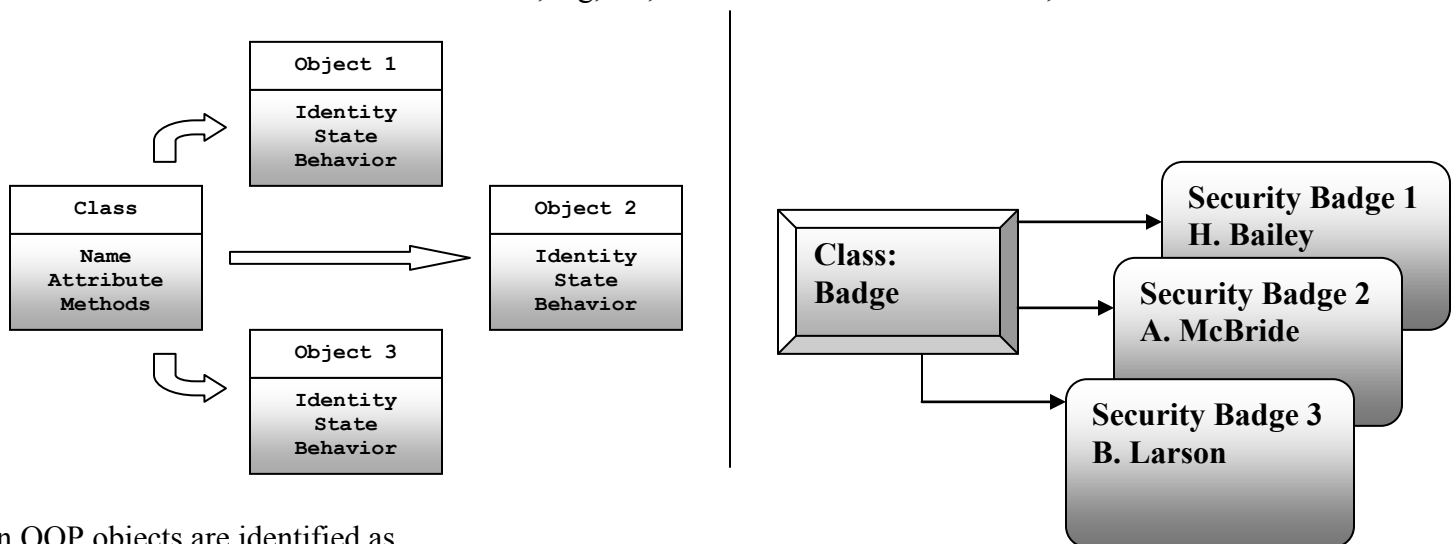 Object 1
Identity
State
Behavior
Class
Name
Attribute
Methods
Object 2
Identity
State
Behavior
Object 3
Identity
State
Behavior
Class:
Badge
Security Badge 1
H. Bailey
Security Badge 2
A. McBride
Security Badge 3
B. Larson
OOP objects are identified as